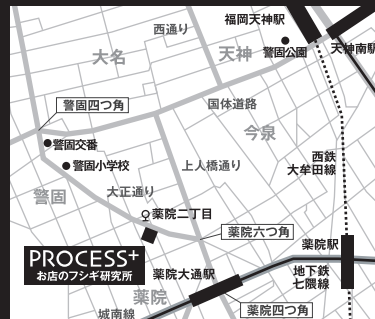 福岡天神駅
西通り
天神南駅
大名
天神
警固公園
警固四つ角
国体道路
警固交番
今泉
警固小学校
上人橋通り
西鉄
大牟田線
警固
大正通り
薬院二丁目
薬院六つ角
PROCESS+
お店のフシギ研究所
薬院駅
薬院大通駅
地下鉄
七隈線
薬院
薬院四つ角
城南線